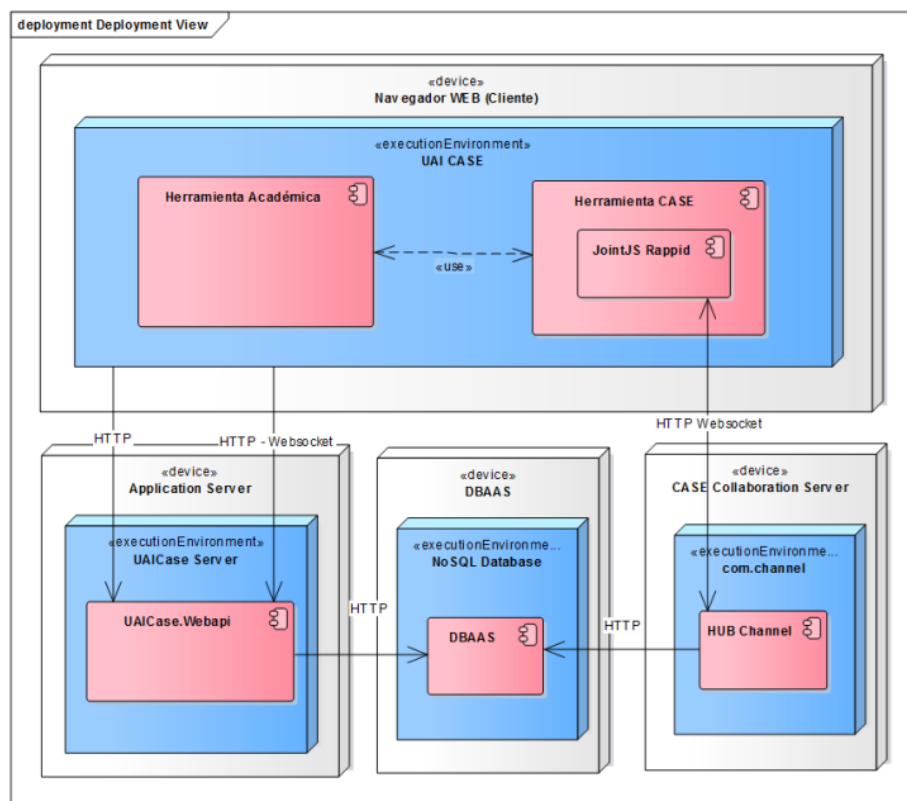 deployment Deployment View
«device»
Navegador WEB (Cliente)
«executionEnvironment»
UAI CASE
Herramienta Académica
Herramienta CASE
JointJS Rappid
«use»
HTTP
HTTP - Websocket
HTTP Websocket
«device»
Application Server
«executionEnvironment»
UAICase Server
UAICase.Webapi
HTTP
«device»
DBAAS
«executionEnvironme...
NoSQL Database
DBAAS
HTTP
«device»
CASE Collaboration Server
«executionEnvironme...
com.channel
HUB Channel